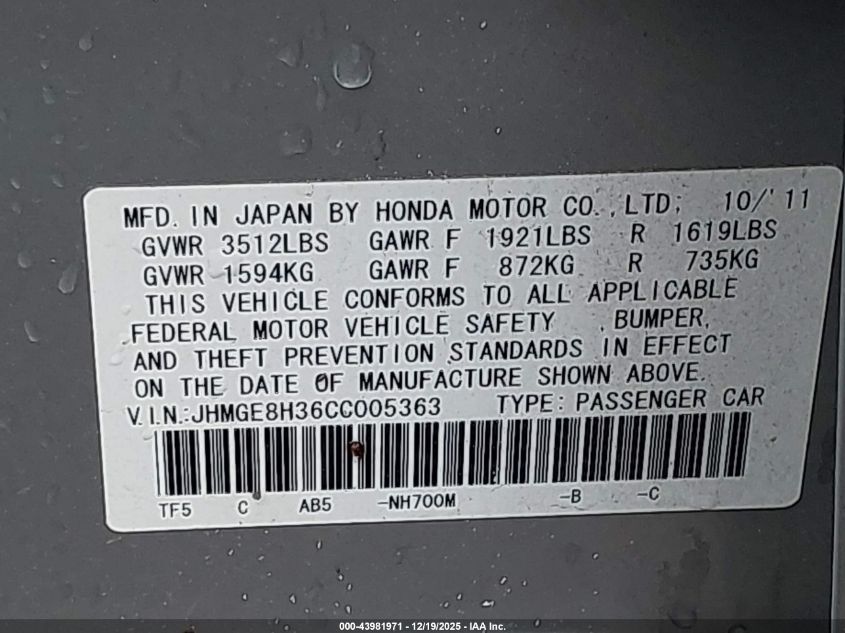 MFD. IN JAPAN BY HONDA MOTOR CO., LTD; 10/'11
GVWR 3512LBS GAWR F 1921LBS R 1619LBS
GVWR 1594KG GAWR F 872KG R 735KG
THIS VEHICLE CONFORMS TO ALL APPLICABLE
FEDERAL MOTOR VEHICLE SAFETY , BUMPER,
AND THEFT PREVENTION STANDARDS IN EFFECT
ON THE DATE OF MANUFACTURE SHOWN ABOVE.
V.I.N.:JHMGE8H36CC005363 TYPE: PASSENGER CAR
TF5 C AB5 -NH700M -B -C
000-43981971 - 12/19/2025 - IAA Inc.